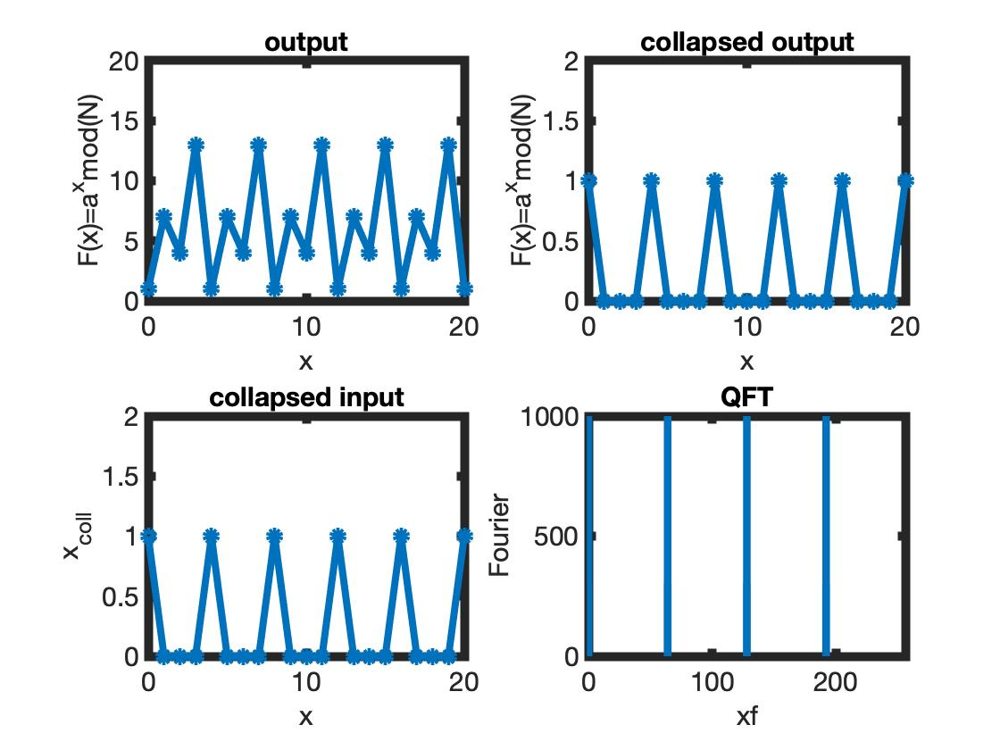 output
F(x)=a^x mod(N)
20
15
10
5
0
0 10 20
x
collapsed output
F(x)=a^x mod(N)
2
1.5
1
0.5
0
0 10 20
x
collapsed input
x_coll
2
1.5
1
0.5
0
0 10 20
x
QFT
Fourier
1000
500
0
0 100 200
xf